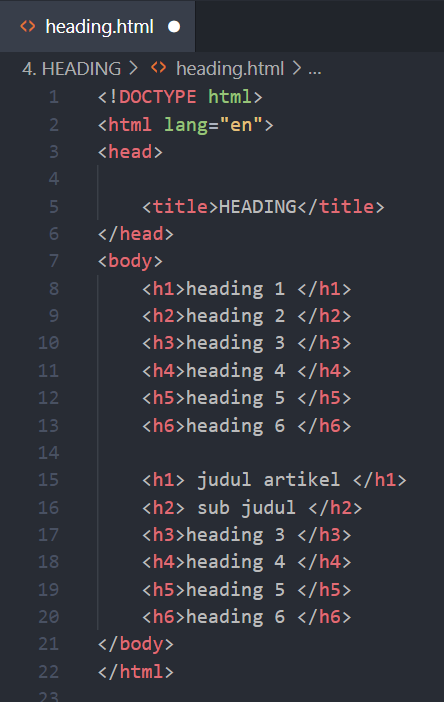 heading.html
4. HEADING > heading.html > ...
1 <!DOCTYPE html>
2 <html lang="en">
3 <head>
4
5 <title>HEADING</title>
6 </head>
7 <body>
8 <h1>heading 1 </h1>
9 <h2>heading 2 </h2>
10 <h3>heading 3 </h3>
11 <h4>heading 4 </h4>
12 <h5>heading 5 </h5>
13 <h6>heading 6 </h6>
14
15 <h1> judul artikel </h1>
16 <h2> sub judul </h2>
17 <h3>heading 3 </h3>
18 <h4>heading 4 </h4>
19 <h5>heading 5 </h5>
20 <h6>heading 6 </h6>
21 </body>
22 </html>
23